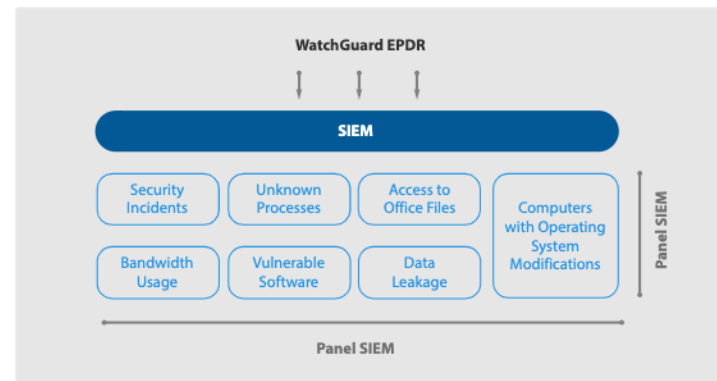 WatchGuard EPDR
SIEM
Security
Incidents
Unknown
Processes
Access to
Office Files
Computers
with Operating
System
Modifications
Bandwidth
Usage
Vulnerable
Software
Data
Leakage
Panel SIEM
Panel SIEM